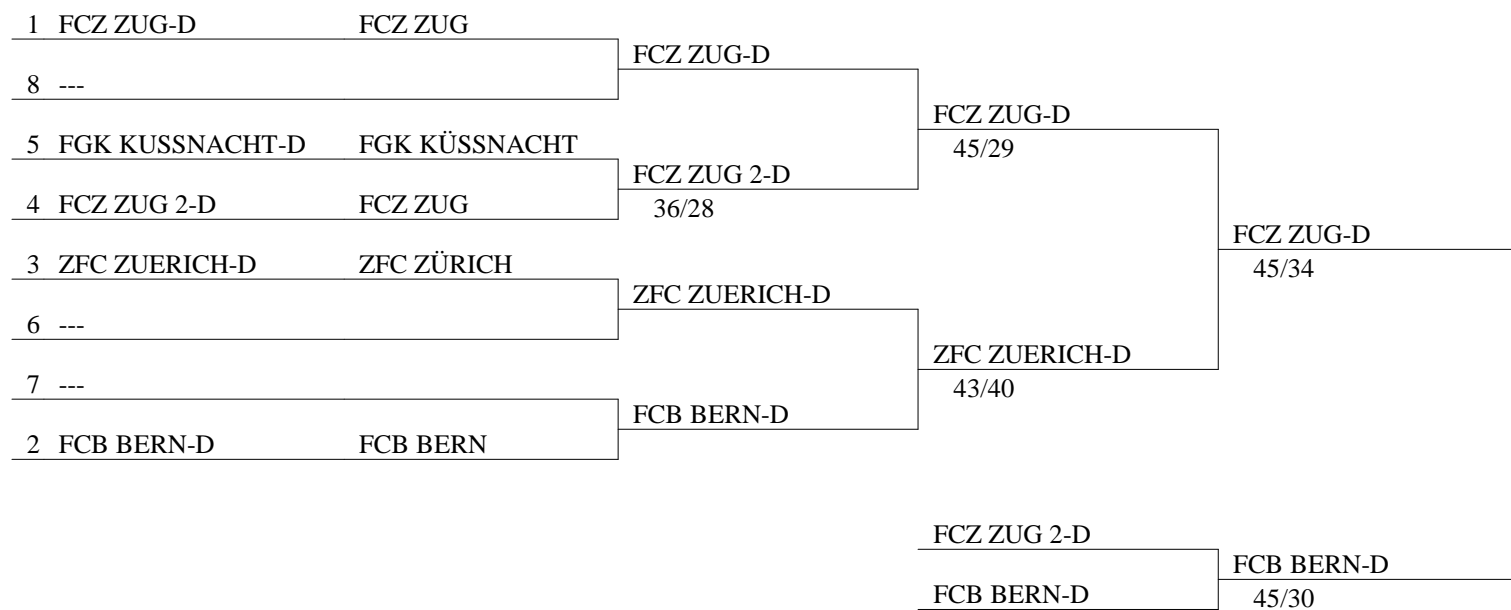 1 FCZ ZUG-D FCZ ZUG
FCZ ZUG-D
8 ---
FCZ ZUG-D
45/29
5 FGK KUSSNACHT-D FGK KÜSSNACHT
FCZ ZUG 2-D
36/28
4 FCZ ZUG 2-D FCZ ZUG
FCZ ZUG-D
45/34
3 ZFC ZUERICH-D ZFC ZÜRICH
ZFC ZUERICH-D
6 ---
ZFC ZUERICH-D
43/40
7 ---
FCB BERN-D
2 FCB BERN-D FCB BERN
FCZ ZUG 2-D
FCB BERN-D
45/30
FCB BERN-D